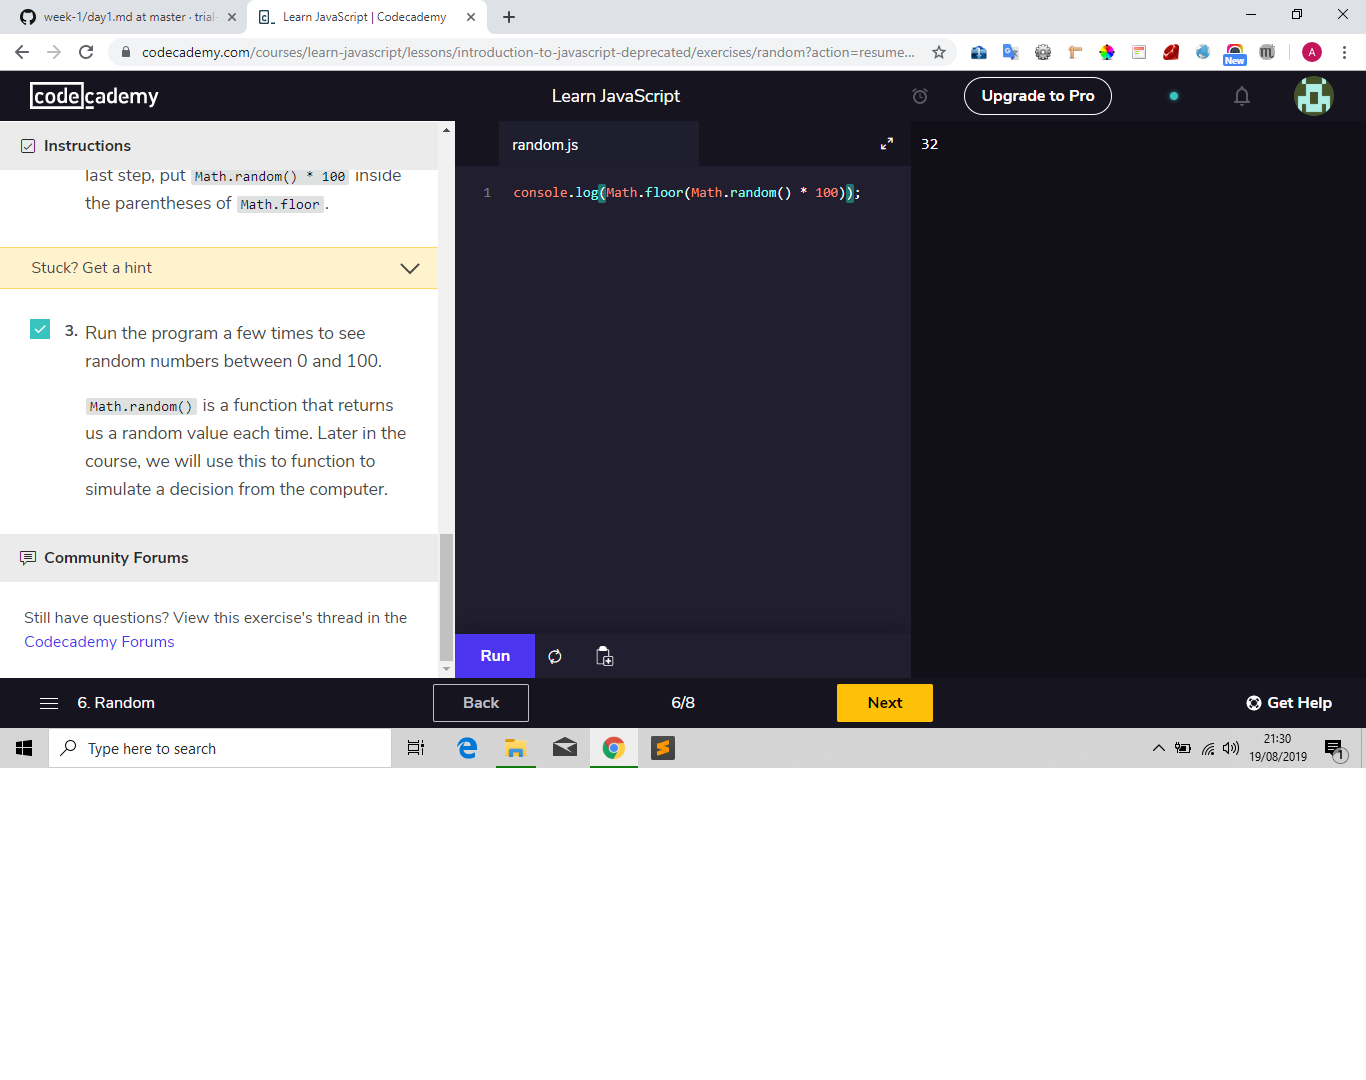 week-1/day1.md at master · trial-
Learn JavaScript | Codecademy
codecademy.com/courses/learn-javascript/lessons/introduction-to-javascript-deprecated/exercises/random?action=resume...
New
A
codecademy
Learn JavaScript
Upgrade to Pro
Instructions
last step, put Math.random() * 100 inside
the parentheses of Math.floor.
Stuck? Get a hint
3. Run the program a few times to see
random numbers between 0 and 100.
Math.random() is a function that returns
us a random value each time. Later in the
course, we will use this to function to
simulate a decision from the computer.
Community Forums
Still have questions? View this exercise's thread in the
Codecademy Forums
random.js
1 console.log(Math.floor(Math.random() * 100));
32
Run
6. Random
Back
6/8
Next
Get Help
Type here to search
21:30
19/08/2019
1